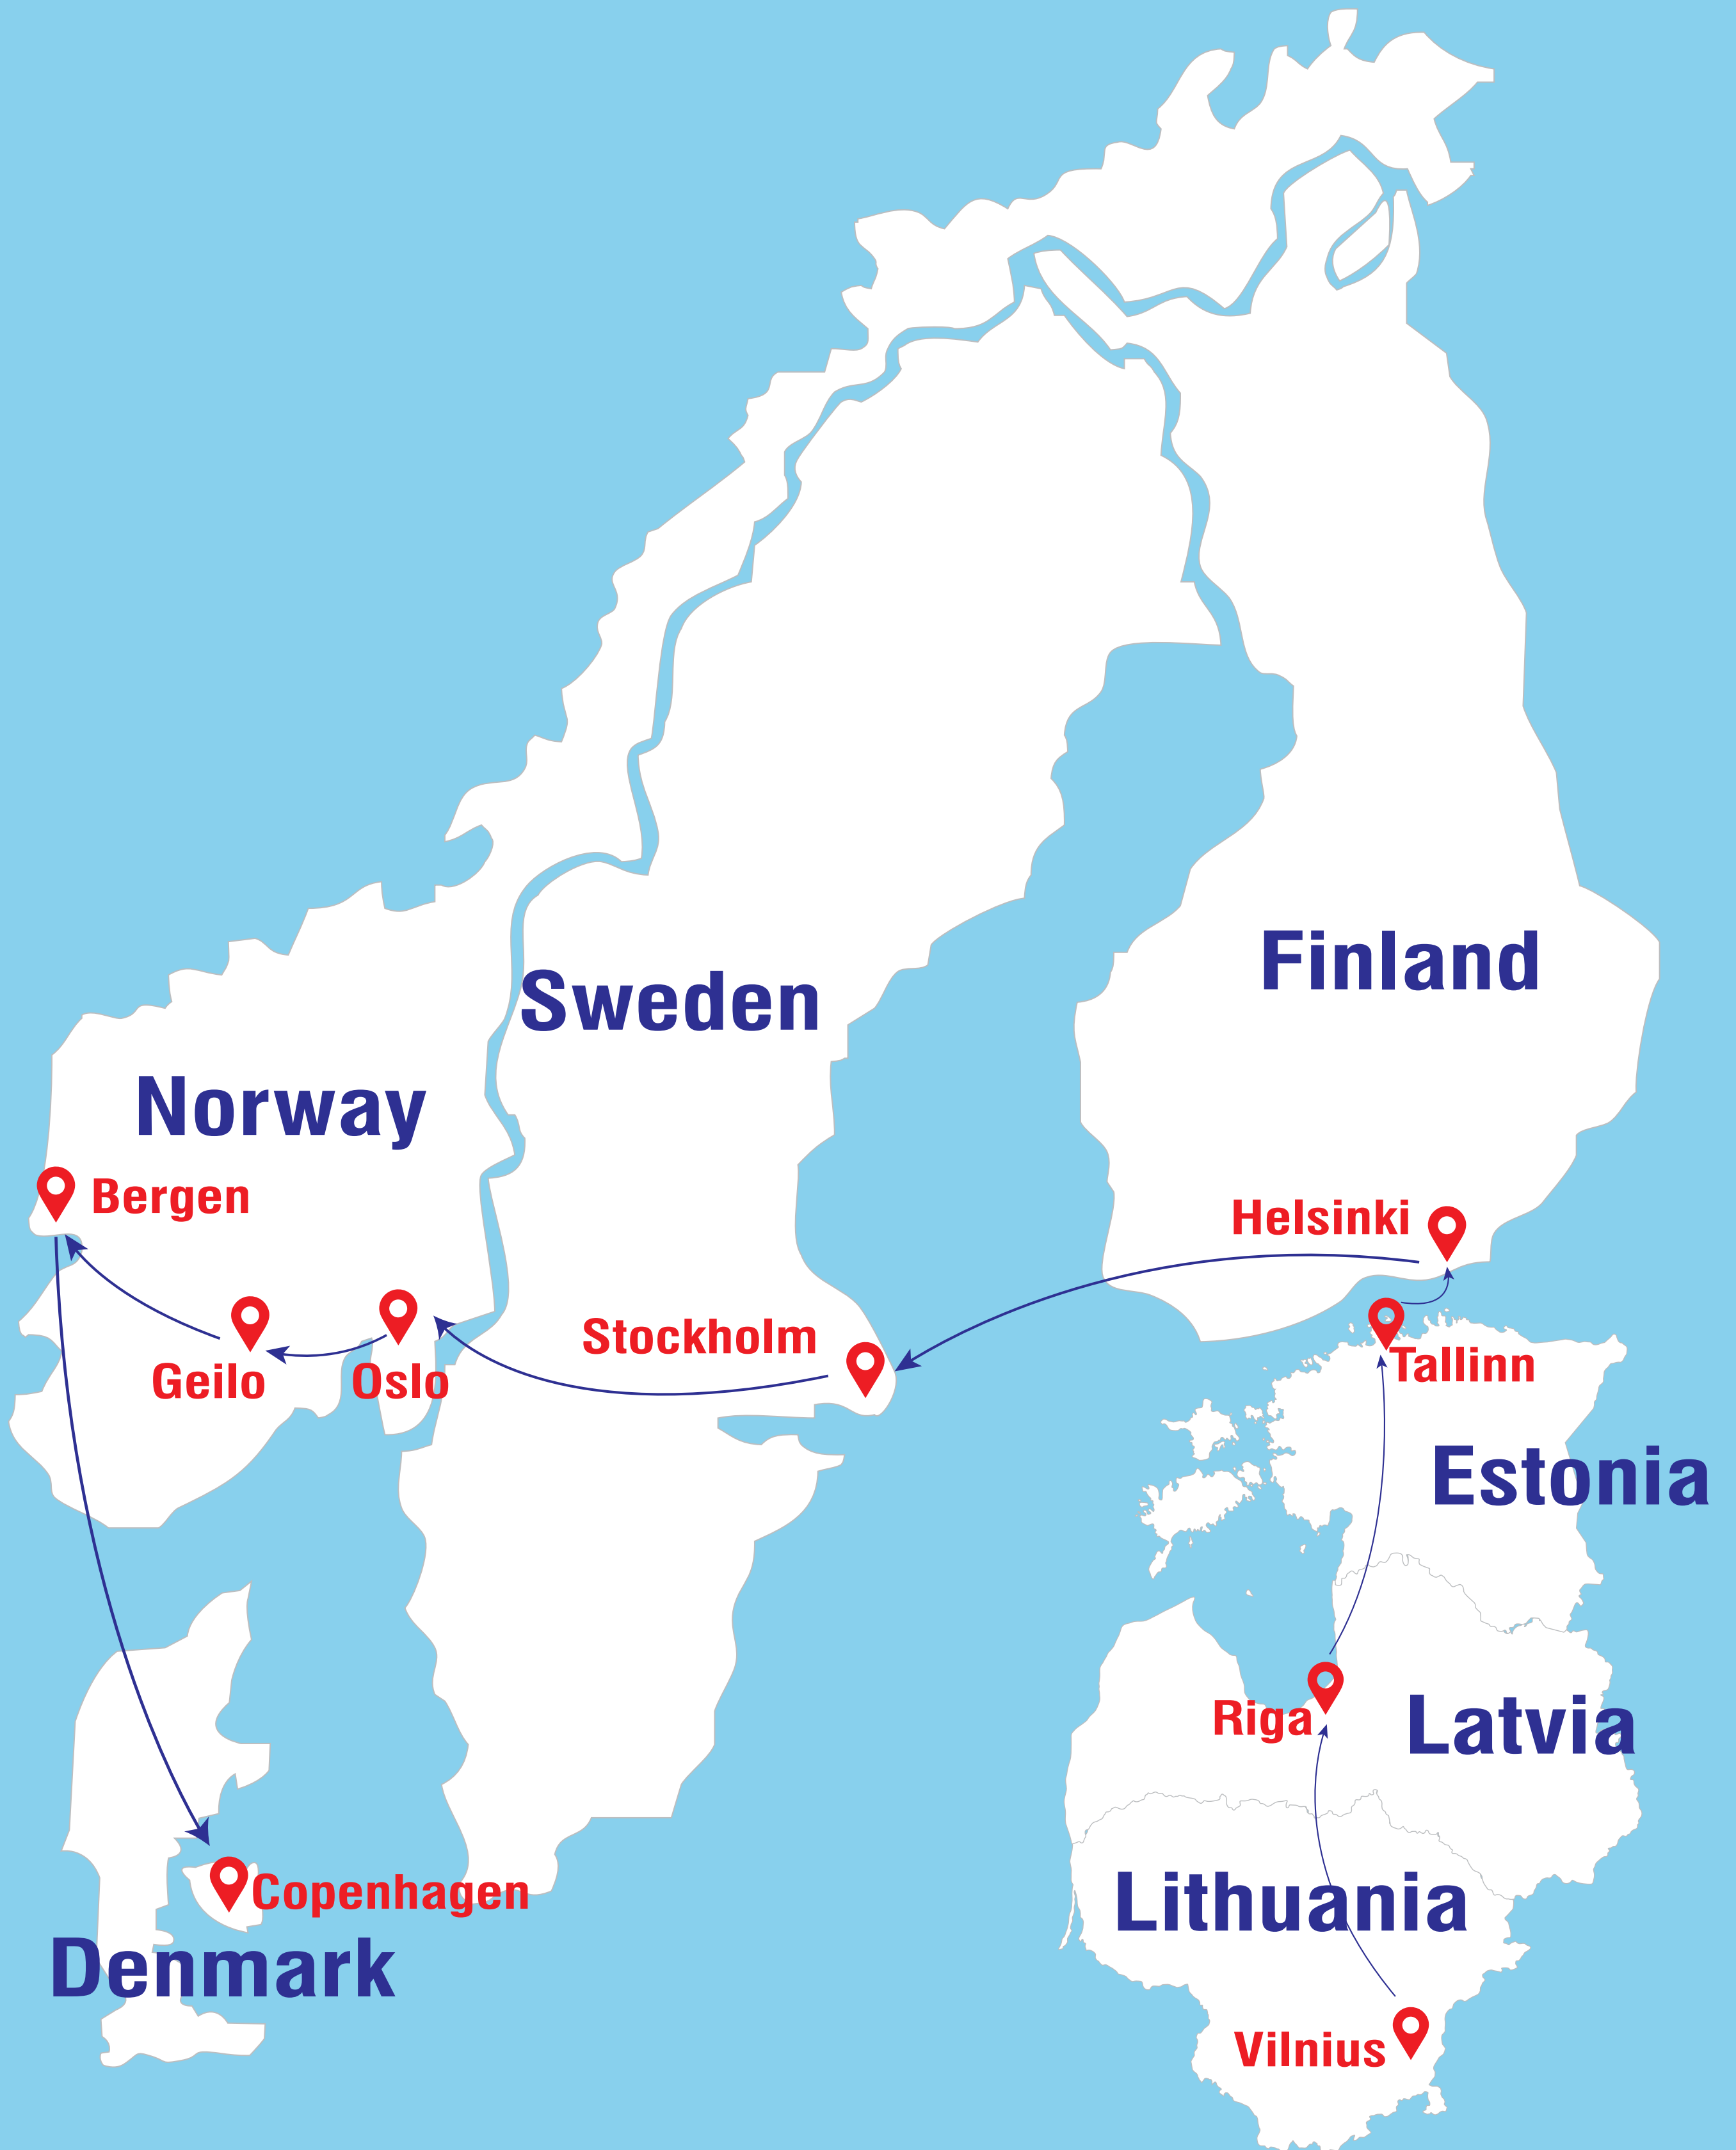 Finland
Sweden
Norway
Bergen
Helsinki
Stockholm
Tallinn
Geilo
Oslo
Estonia
Riga
Latvia
Copenhagen
Lithuania
Denmark
Vilnius